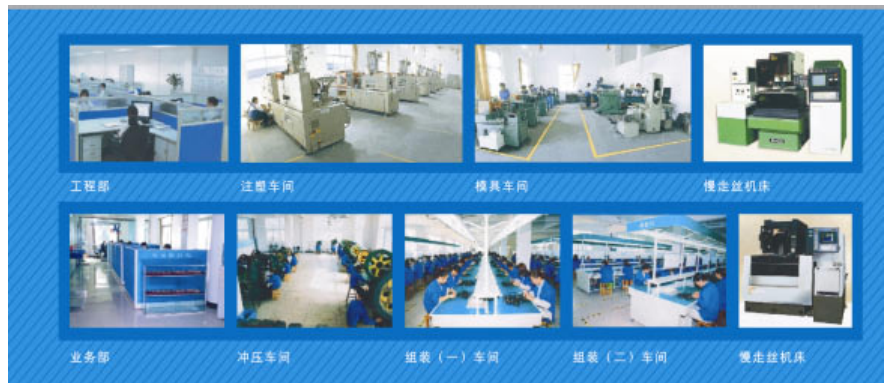 工程部
注塑车间
模具车间
慢走丝机床
业务部
冲压车间
组装（一）车间
组装（二）车间
慢走丝机床